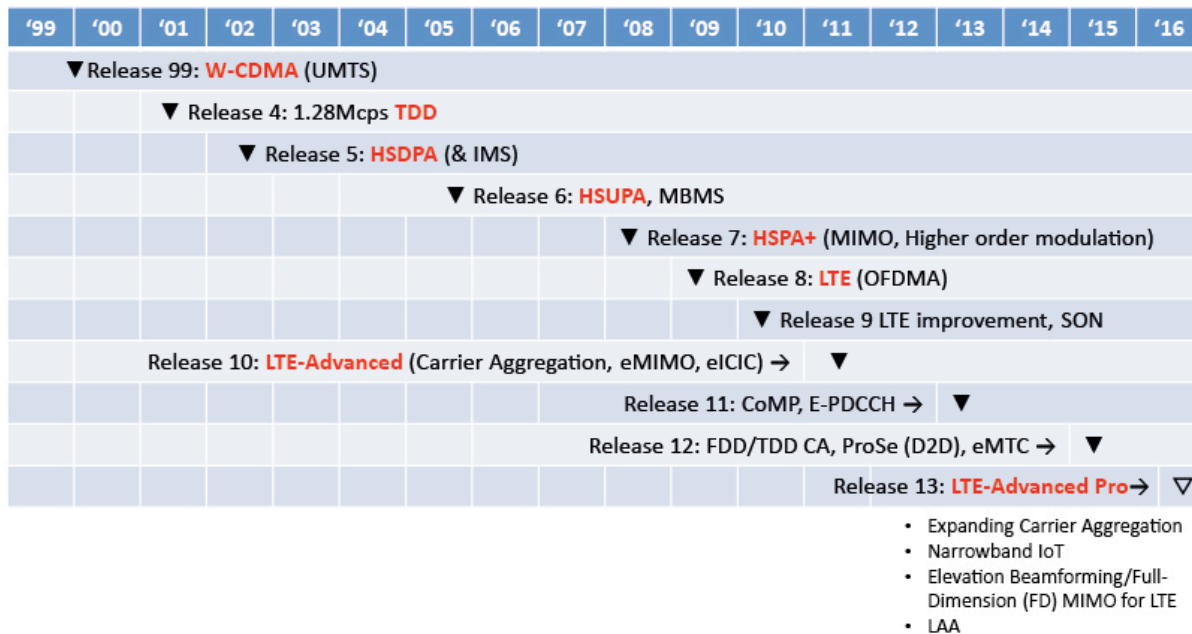 ‘99 ‘00 ‘01 ‘02 ‘03 ‘04 ‘05 ‘06 ‘07 ‘08 ‘09 ‘10 ‘11 ‘12 ‘13 ‘14 ‘15 ‘16
▼Release 99: W-CDMA (UMTS)
▼ Release 4: 1.28Mcps TDD
▼ Release 5: HSDPA (& IMS)
▼ Release 6: HSUPA, MBMS
▼ Release 7: HSPA+ (MIMO, Higher order modulation)
▼ Release 8: LTE (OFDMA)
▼ Release 9 LTE improvement, SON
Release 10: LTE-Advanced (Carrier Aggregation, eMIMO, eICIC) → ▼
Release 11: CoMP, E-PDCCH → ▼
Release 12: FDD/TDD CA, ProSe (D2D), eMTC → ▼
Release 13: LTE-Advanced Pro→ ▽
• Expanding Carrier Aggregation
• Narrowband IoT
• Elevation Beamforming/Full-
Dimension (FD) MIMO for LTE
• LAA